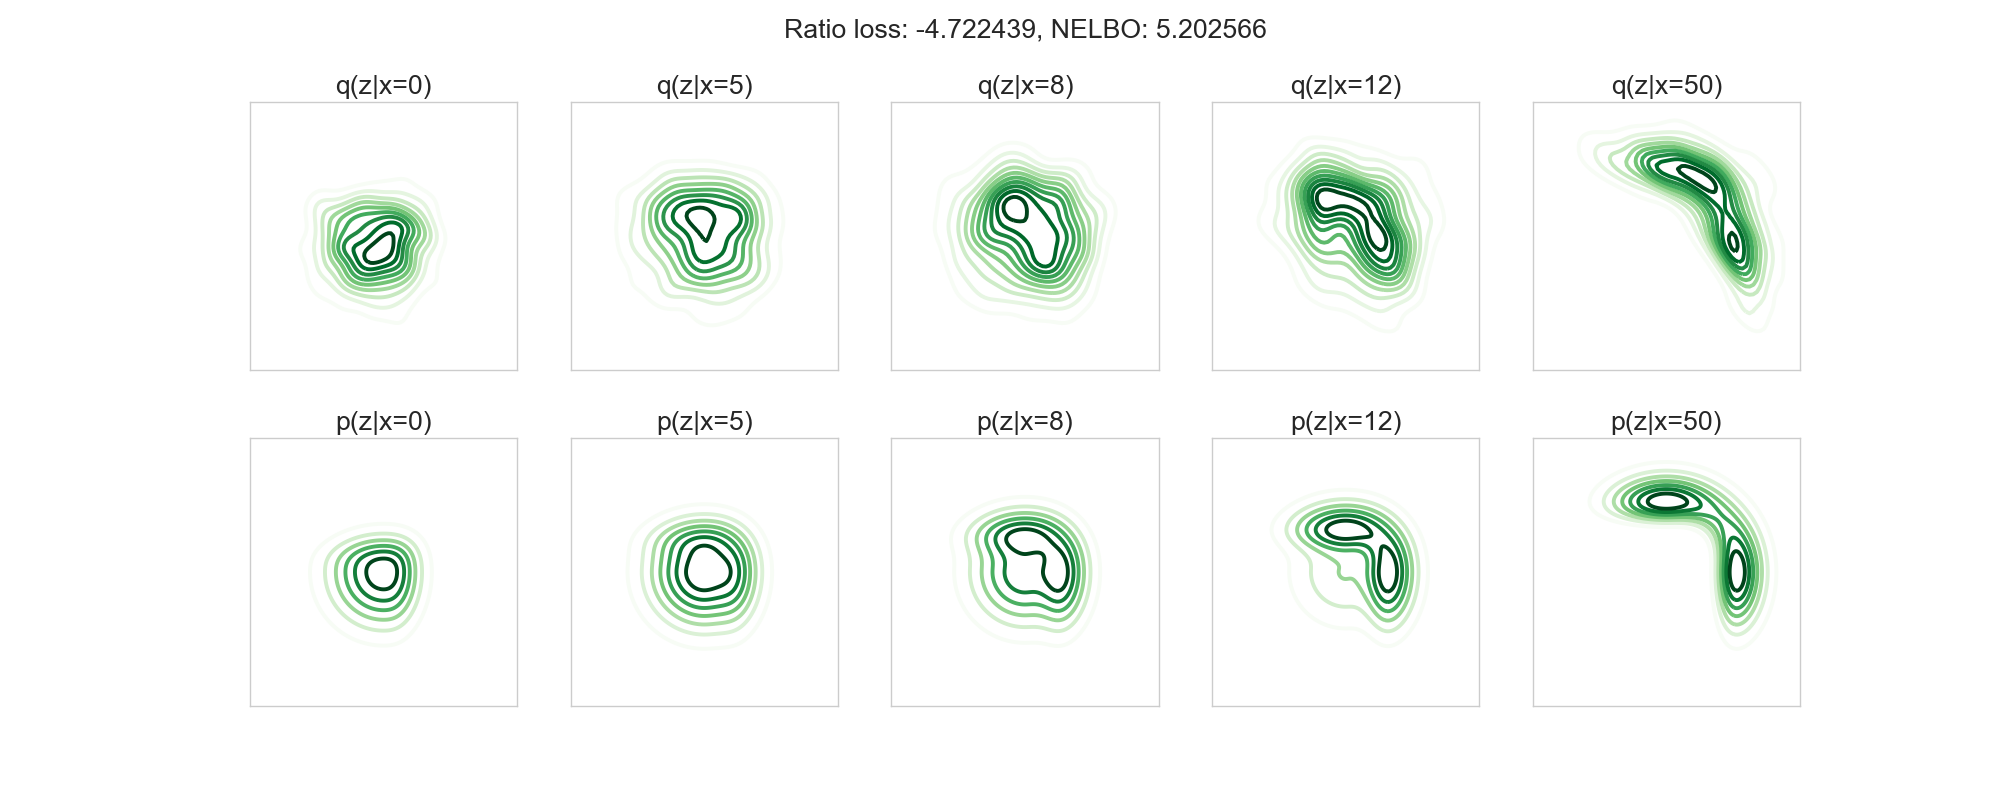 Ratio loss: -4.722439, NELBO: 5.202566
q(z|x=0) q(z|x=5) q(z|x=8) q(z|x=12) q(z|x=50)
p(z|x=0) p(z|x=5) p(z|x=8) p(z|x=12) p(z|x=50)